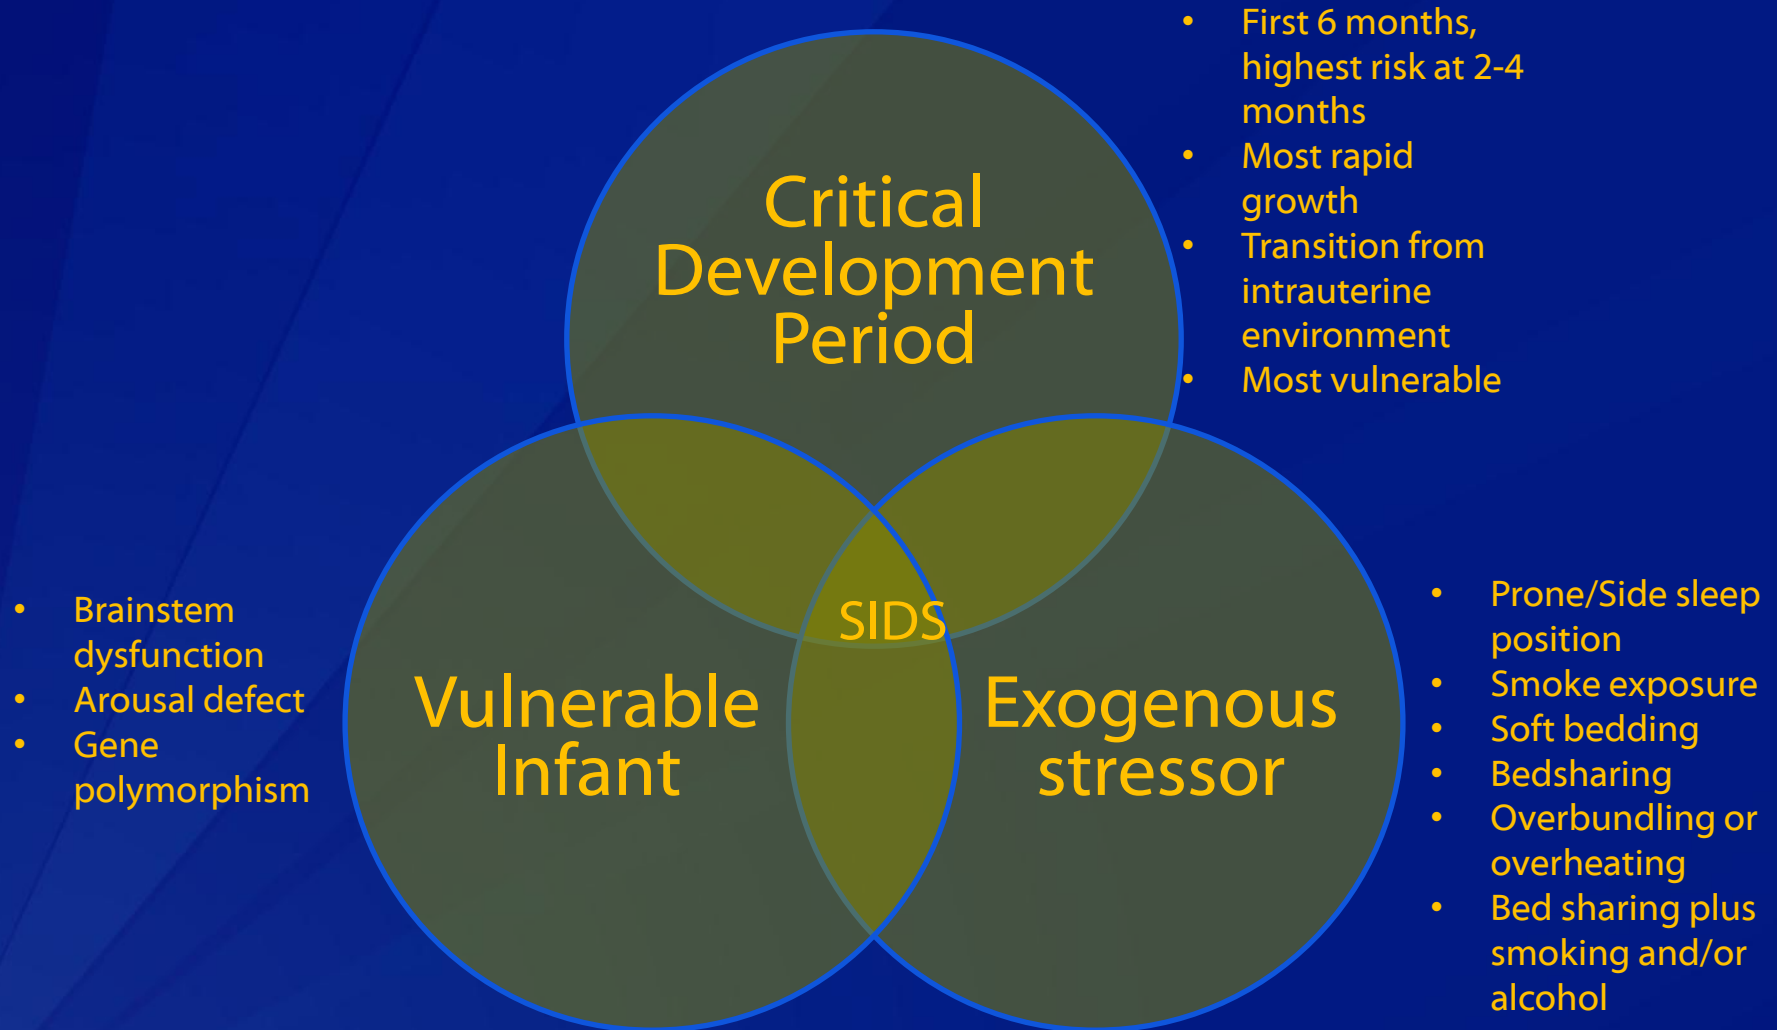 • First 6 months,
highest risk at 2-4
months
• Most rapid
growth
• Transition from
intrauterine
environment
• Most vulnerable
Critical
Development
Period
SIDS
• Brainstem
dysfunction
• Arousal defect
• Gene
polymorphism
Vulnerable
Infant
Exogenous
stressor
• Prone/Side sleep
position
• Smoke exposure
• Soft bedding
• Bedsharing
• Overbundling or
overheating
• Bed sharing plus
smoking and/or
alcohol